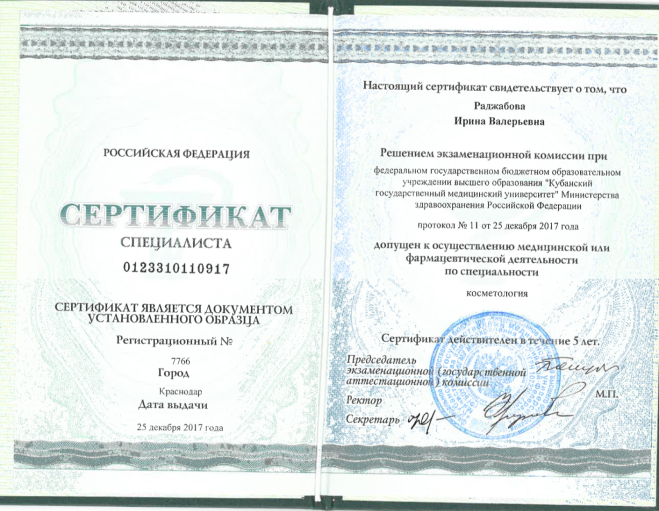 РОССИЙСКАЯ ФЕДЕРАЦИЯ
СЕРТИФИКАТ
СПЕЦИАЛИСТА
0123310110917
СЕРТИФИКАТ ЯВЛЯЕТСЯ ДОКУМЕНТОМ
УСТАНОВЛЕННОГО ОБРАЗЦА
Регистрационный №
7766
Город
Краснодар
Дата выдачи
25 декабря 2017 года
Настоящий сертификат свидетельствует о том, что
Раджабова
Ирина Валерьевна
Решением экзаменационной комиссии при
федеральном государственном бюджетном образовательном
учреждении высшего образования "Кубанский
государственный медицинский университет" Министерства
здравоохранения Российской Федерации
протокол № 11 от 25 декабря 2017 года
допущен к осуществлению медицинской или
фармацевтической деятельности
по специальности
косметология
Сертификат действителен в течение 5 лет.
Председатель
экзаменационной (государственной
аттестационной) комиссии
М.П.
Ректор
Секретарь